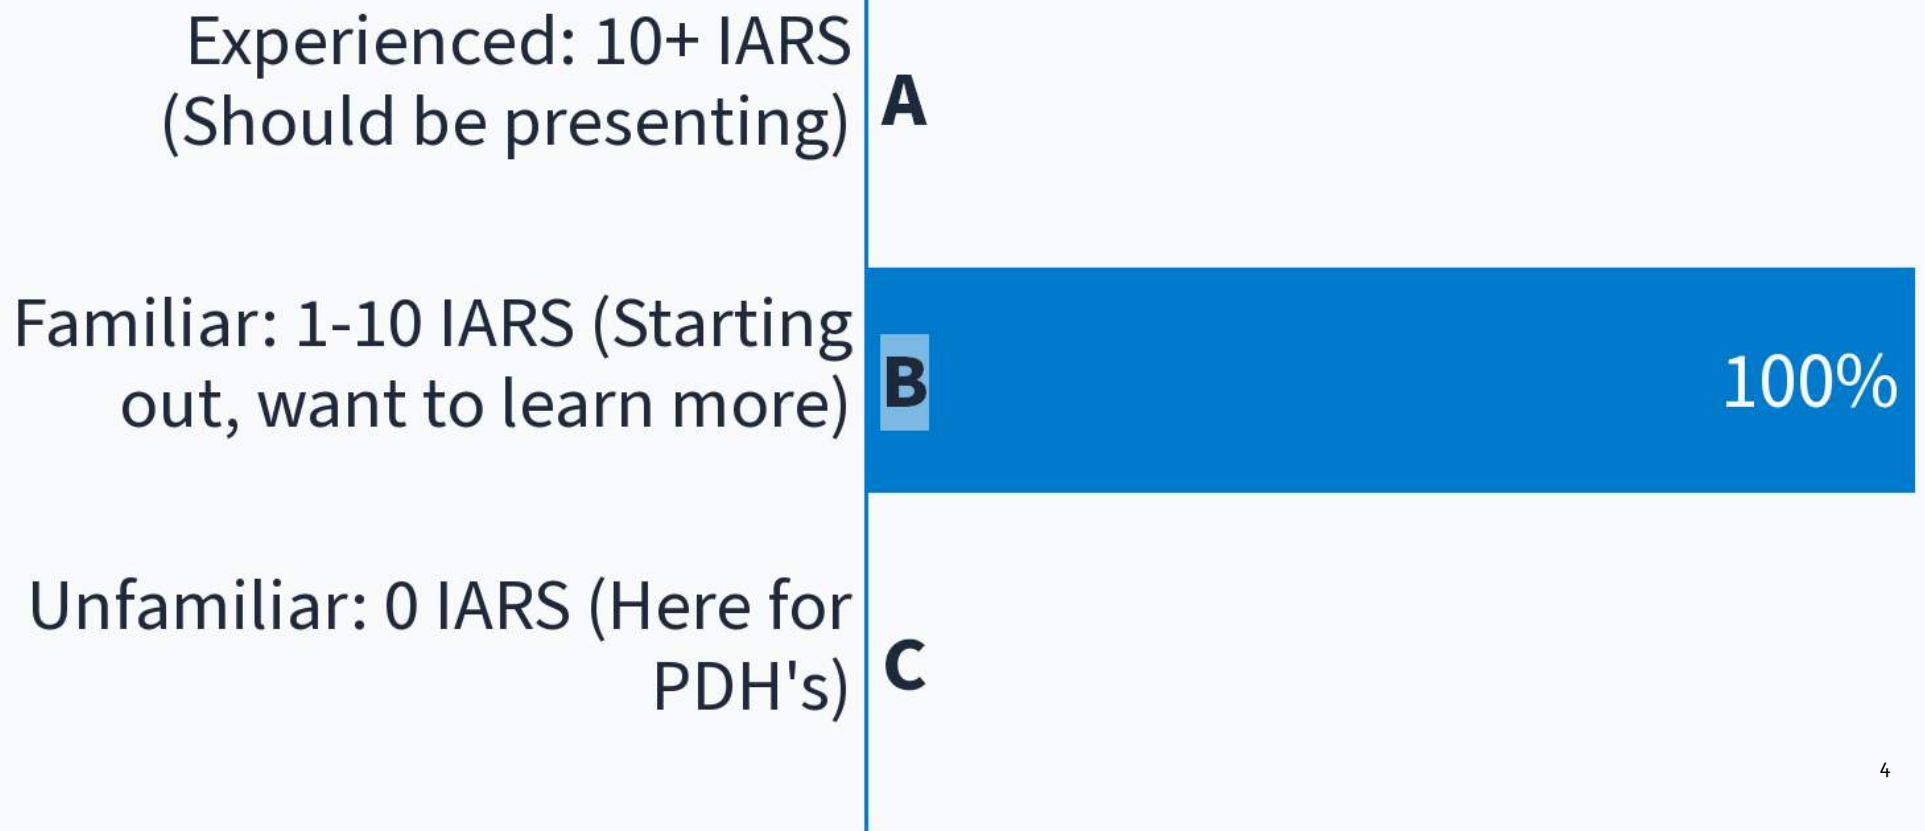 Experienced: 10+ IARS
(Should be presenting)
A
Familiar: 1-10 IARS (Starting
out, want to learn more)
B
100%
Unfamiliar: 0 IARS (Here for
PDH's)
C
4